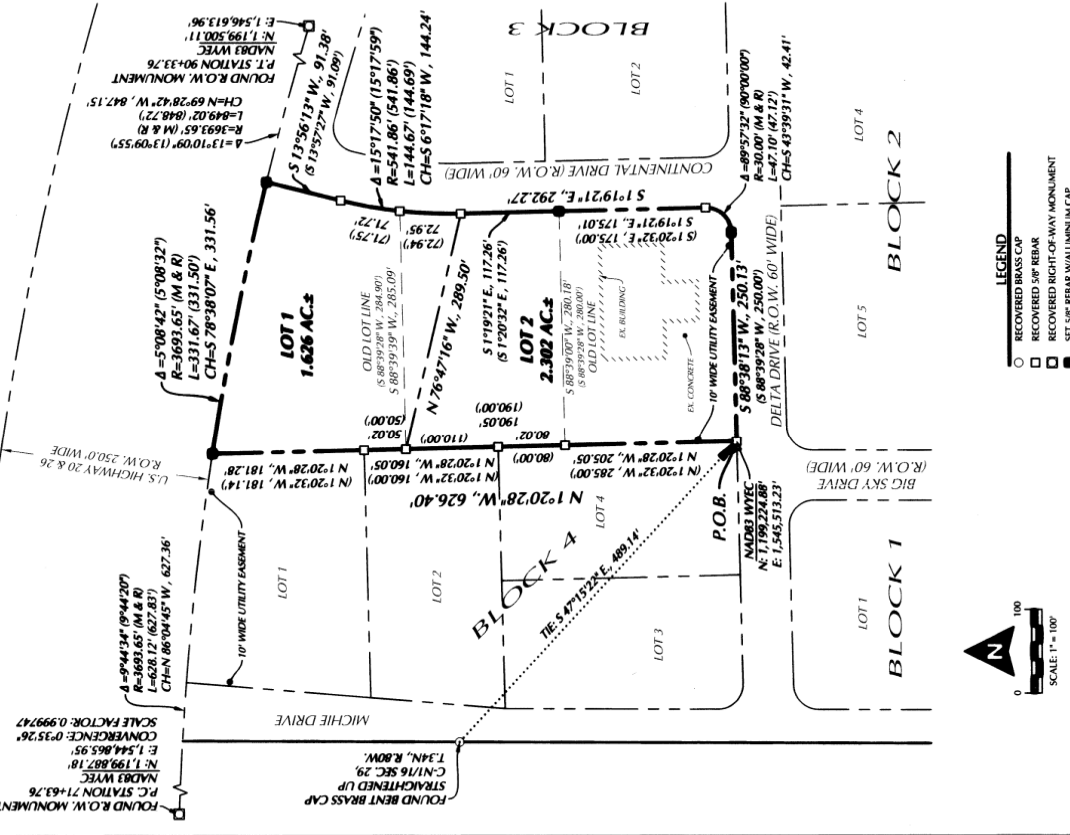 FOUND R.O.W. MONUMENT
P.C. STATION 71+63.76
NAD83 WYEC
N: 1,199,887.18'
E: 1,544,865.95'
CONVERGENCE: 0°35'26"
SCALE FACTOR: 0.999747
Δ=9°44'34" (9°44'20")
R=3693.65' (M & R)
L=628.12' (627.83')
CH=N 86°04'45" W, 627.36'
U.S. HIGHWAY 20 & 26
R.O.W. 250.0' WIDE
Δ=5°08'42" (5°08'32")
R=3693.65' (M & R)
L=331.67' (331.50')
CH=S 78°38'07" E, 331.56'
Δ=13°10'09" (13°09'55")
R=3693.65' (M & R)
L=849.02' (848.72')
CH=N 69°28'42" W, 847.15'
FOUND R.O.W. MONUMENT
P.T. STATION 90+33.76
NAD83 WYEC
N: 1,199,500.11'
E: 1,546,613.96'
S 13°56'13" W, 91.38'
(S 13°57'27" W, 91.09')
Δ=15°17'50" (15°17'59")
R=541.86' (541.86')
L=144.67' (144.69')
CH=S 6°17'18" W, 144.24'
BLOCK 3
LOT 1
LOT 2
CONTINENTAL DRIVE (R.O.W. 60' WIDE)
LOT 1
1.626 AC.±
71.72'
(71.75')
72.95'
(72.94')
OLD LOT LINE
(S 88°39'28" W, 284.90')
S 88°39'39" W, 285.09'
N 76°47'16" W, 289.50'
S 1°19'21" E, 292.27'
S 1°19'21" E, 117.26'
(S 1°20'32" E, 117.26')
LOT 2
2.302 AC.±
S 88°39'00" W, 280.18'
(S 88°39'28" W, 280.00')
OLD LOT LINE
EX. BUILDING
EX. CONCRETE
10' WIDE UTILITY EASEMENT
S 1°19'21" E, 175.01'
(S 1°20'32" E, 175.00')
Δ=89°57'32" (90°00'00")
R=30.00' (M & R)
L=47.10' (47.12')
CH=S 43°39'31" W, 42.41'
S 88°38'13" W, 250.13'
(S 88°39'28" W, 250.00')
DELTA DRIVE (R.O.W. 60' WIDE)
N 1°20'28" W, 181.28'
(N 1°20'32" W, 181.14')
50.02'
(50.00')
(110.00')
190.05'
(190.00')
N 1°20'28" W, 160.05'
(N 1°20'32" W, 160.00')
80.02'
(80.00')
N 1°20'28" W, 205.05'
(N 1°20'32" W, 285.00')
N 1°20'28" W, 626.40'
10' WIDE UTILITY EASEMENT
LOT 1
LOT 2
LOT 3
LOT 4
BLOCK 4
TIE: S 47°15'22" E, 489.14'
P.O.B.
NAD83 WYEC
N: 1,199,224.88'
E: 1,545,513.23'
MICHIE DRIVE
FOUND BENT BRASS CAP
STRAIGHTENED UP
C-N1/16 SEC. 29,
T.34N., R.80W.
BIG SKY DRIVE
(R.O.W. 60' WIDE)
LOT 1
BLOCK 1
LOT 4
LOT 5
BLOCK 2
N
0 100
SCALE: 1" = 100'
LEGEND
RECOVERED BRASS CAP
RECOVERED 5/8" REBAR
RECOVERED RIGHT-OF-WAY MONUMENT
SET 5/8" REBAR W/ALUMINUM CAP